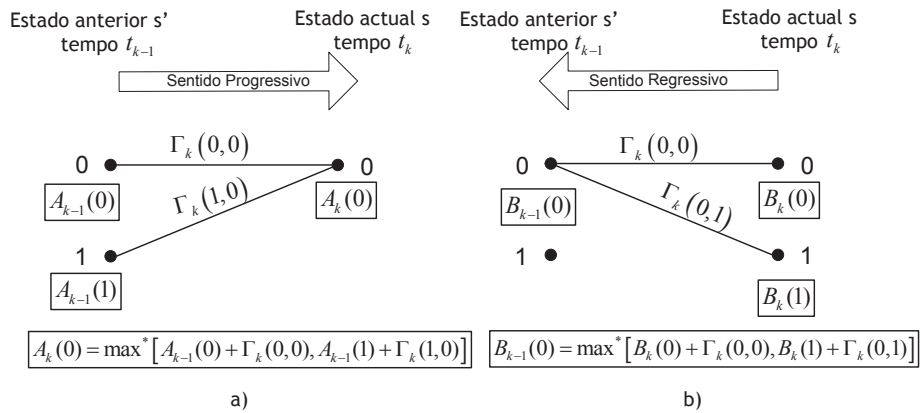 Estado anterior s'
tempo t_{k-1}
Estado actual s
tempo t_k
Sentido Progressivo
Γ_k(0,0)
0
0
A_{k-1}(0)
Γ_k(1,0)
A_k(0)
1
A_{k-1}(1)
A_k(0) = max*[A_{k-1}(0) + Γ_k(0,0), A_{k-1}(1) + Γ_k(1,0)]
a)
Estado anterior s'
tempo t_{k-1}
Estado actual s
tempo t_k
Sentido Regressivo
Γ_k(0,0)
0
0
B_{k-1}(0)
Γ_k(0,1)
B_k(0)
1
1
B_k(1)
B_{k-1}(0) = max*[B_k(0) + Γ_k(0,0), B_k(1) + Γ_k(0,1)]
b)